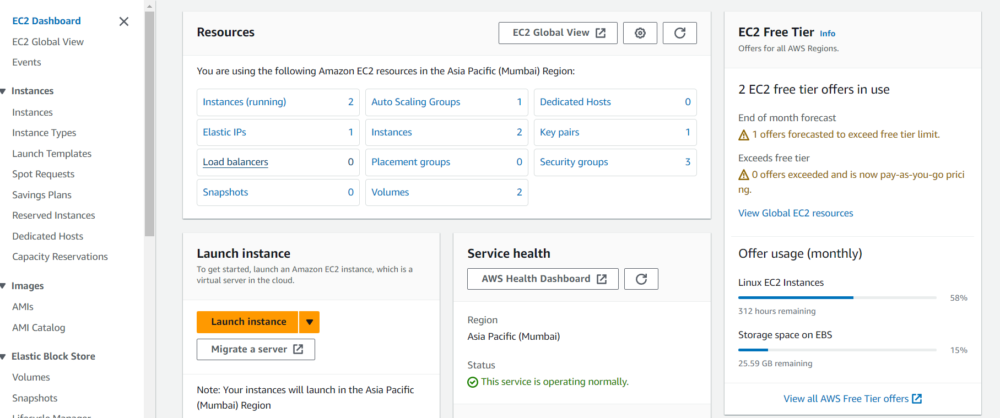 EC2 Dashboard
EC2 Global View
Events
Instances
Instances
Instance Types
Launch Templates
Spot Requests
Savings Plans
Reserved Instances
Dedicated Hosts
Capacity Reservations
Images
AMIs
AMI Catalog
Elastic Block Store
Volumes
Snapshots
Lifecycle Manager
Resources
EC2 Global View
You are using the following Amazon EC2 resources in the Asia Pacific (Mumbai) Region:
Instances (running) 2
Auto Scaling Groups 1
Dedicated Hosts 0
Elastic IPs 1
Instances 2
Key pairs 1
Load balancers 0
Placement groups 0
Security groups 3
Snapshots 0
Volumes 2
Launch instance
To get started, launch an Amazon EC2 instance, which is a
virtual server in the cloud.
Launch instance
Migrate a server
Note: Your instances will launch in the Asia Pacific
(Mumbai) Region
Service health
AWS Health Dashboard
Region
Asia Pacific (Mumbai)
Status
This service is operating normally.
EC2 Free Tier Info
Offers for all AWS Regions.
2 EC2 free tier offers in use
End of month forecast
1 offers forecasted to exceed free tier limit.
Exceeds free tier
0 offers exceeded and is now pay-as-you-go prici
ng.
View Global EC2 resources
Offer usage (monthly)
Linux EC2 Instances
58%
312 hours remaining
Storage space on EBS
15%
25.59 GB remaining
View all AWS Free Tier offers